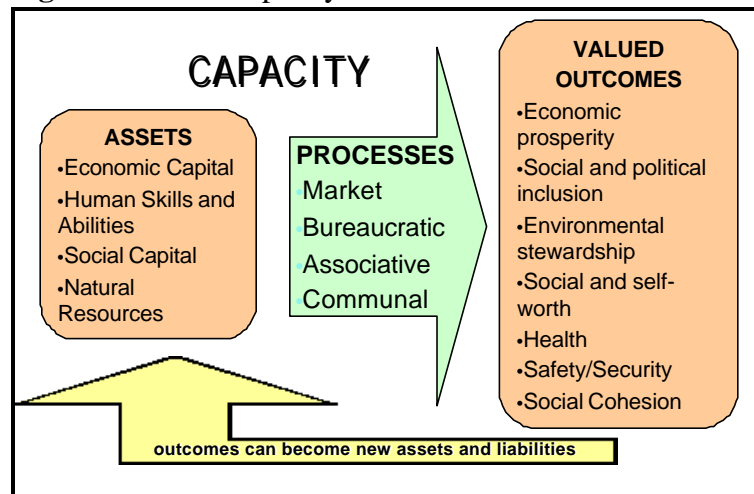 CAPACITY
ASSETS
•Economic Capital
•Human Skills and
Abilities
•Social Capital
•Natural
Resources
PROCESSES
•Market
•Bureaucratic
•Associative
•Communal
VALUED
OUTCOMES
•Economic
prosperity
•Social and political
inclusion
•Environmental
stewardship
•Social and self-
worth
•Health
•Safety/Security
•Social Cohesion
outcomes can become new assets and liabilities